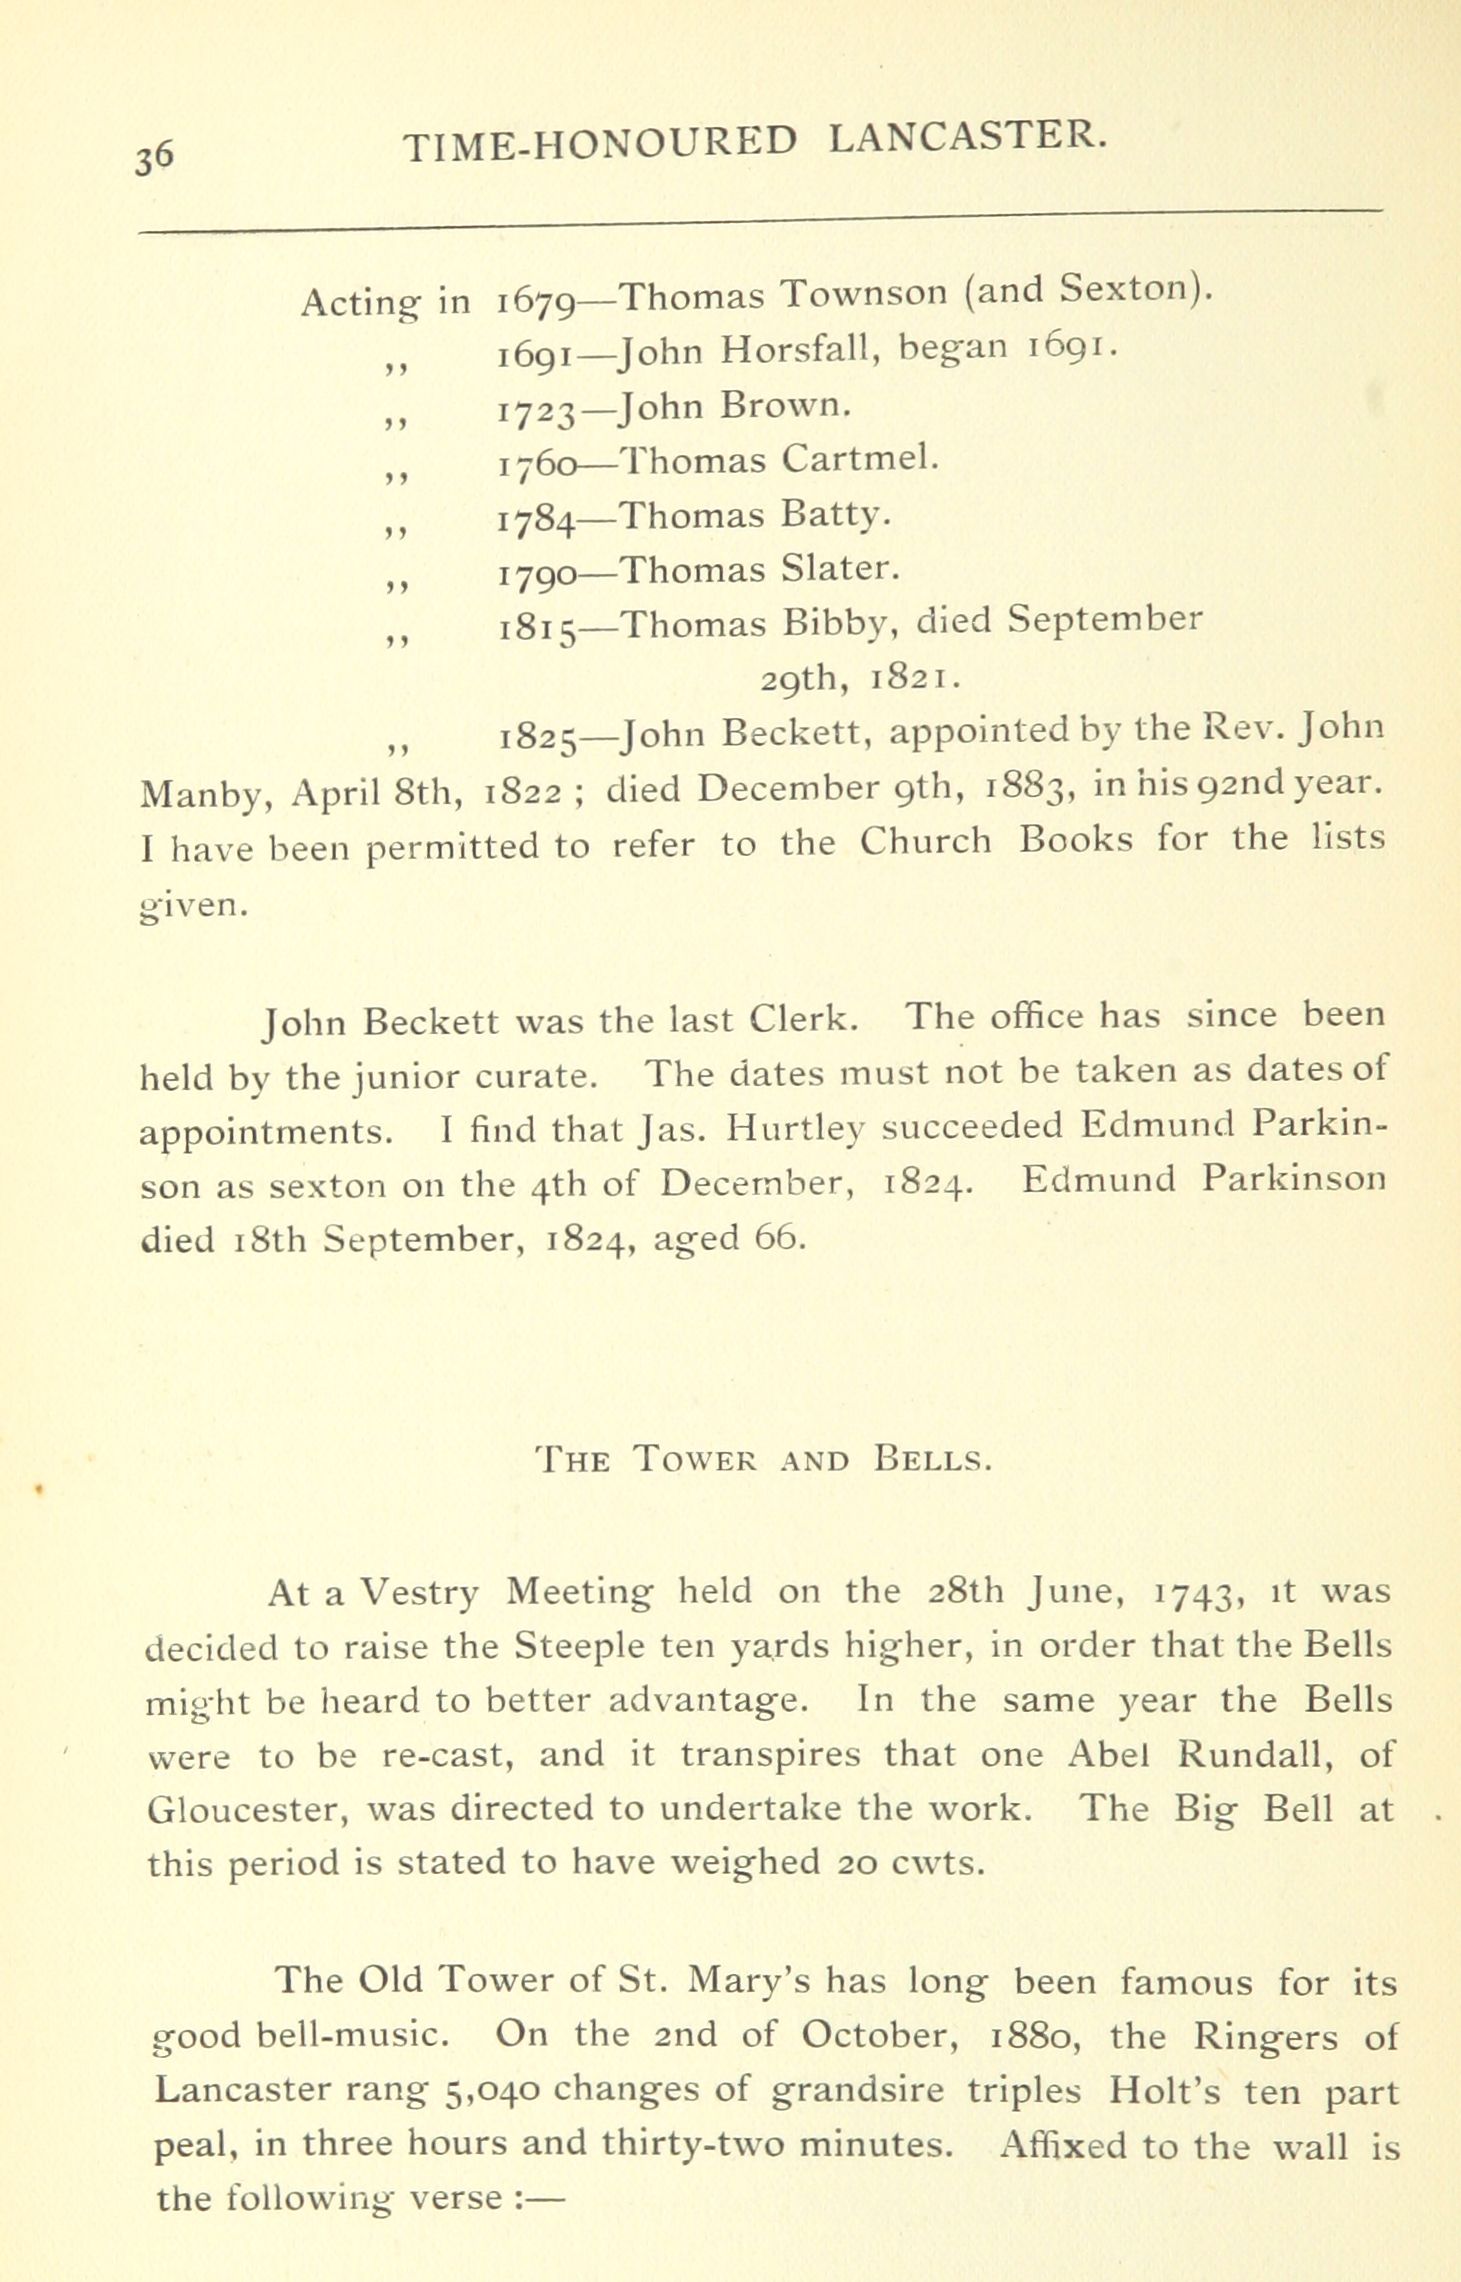 36
TIME-HONOURED LANCASTER.
Acting in 1679—Thomas Townson (and Sexton).
,, 1691—John Horsfall, began 1691.
,, 1723—John Brown.
,, 1760—Thomas Cartmel.
,, 1784—Thomas Batty.
,, 1790—Thomas Slater.
,, 1815—Thomas Bibby, died September
29th, 1821.
,, 1825—John Beckett, appointed by the Rev. John
Manby, April 8th, 1822 ; died December 9th, 1883, in his 92nd year.
I have been permitted to refer to the Church Books for the lists
given.
John Beckett was the last Clerk. The office has since been
held by the junior curate. The dates must not be taken as dates of
appointments. I find that Jas. Hurtley succeeded Edmund Parkin-
son as sexton on the 4th of December, 1824. Edmund Parkinson
died 18th September, 1824, aged 66.
THE TOWER AND BELLS.
At a Vestry Meeting held on the 28th June, 1743, it was
decided to raise the Steeple ten yards higher, in order that the Bells
might be heard to better advantage. In the same year the Bells
were to be re-cast, and it transpires that one Abel Rundall, of
Gloucester, was directed to undertake the work. The Big Bell at
this period is stated to have weighed 20 cwts.
The Old Tower of St. Mary's has long been famous for its
good bell-music. On the 2nd of October, 1880, the Ringers of
Lancaster rang 5,040 changes of grandsire triples Holt's ten part
peal, in three hours and thirty-two minutes. Affixed to the wall is
the following verse :—